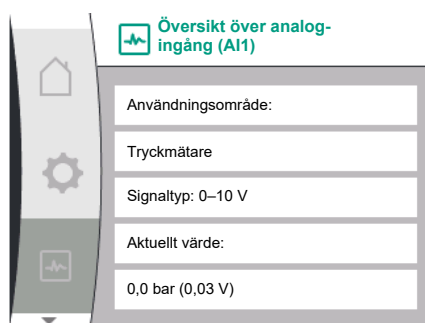 Översikt över analog-
ingång (AI1)
Användningsområde:
Tryckmätare
Signaltyp: 0–10 V
Aktuellt värde:
0,0 bar (0,03 V)